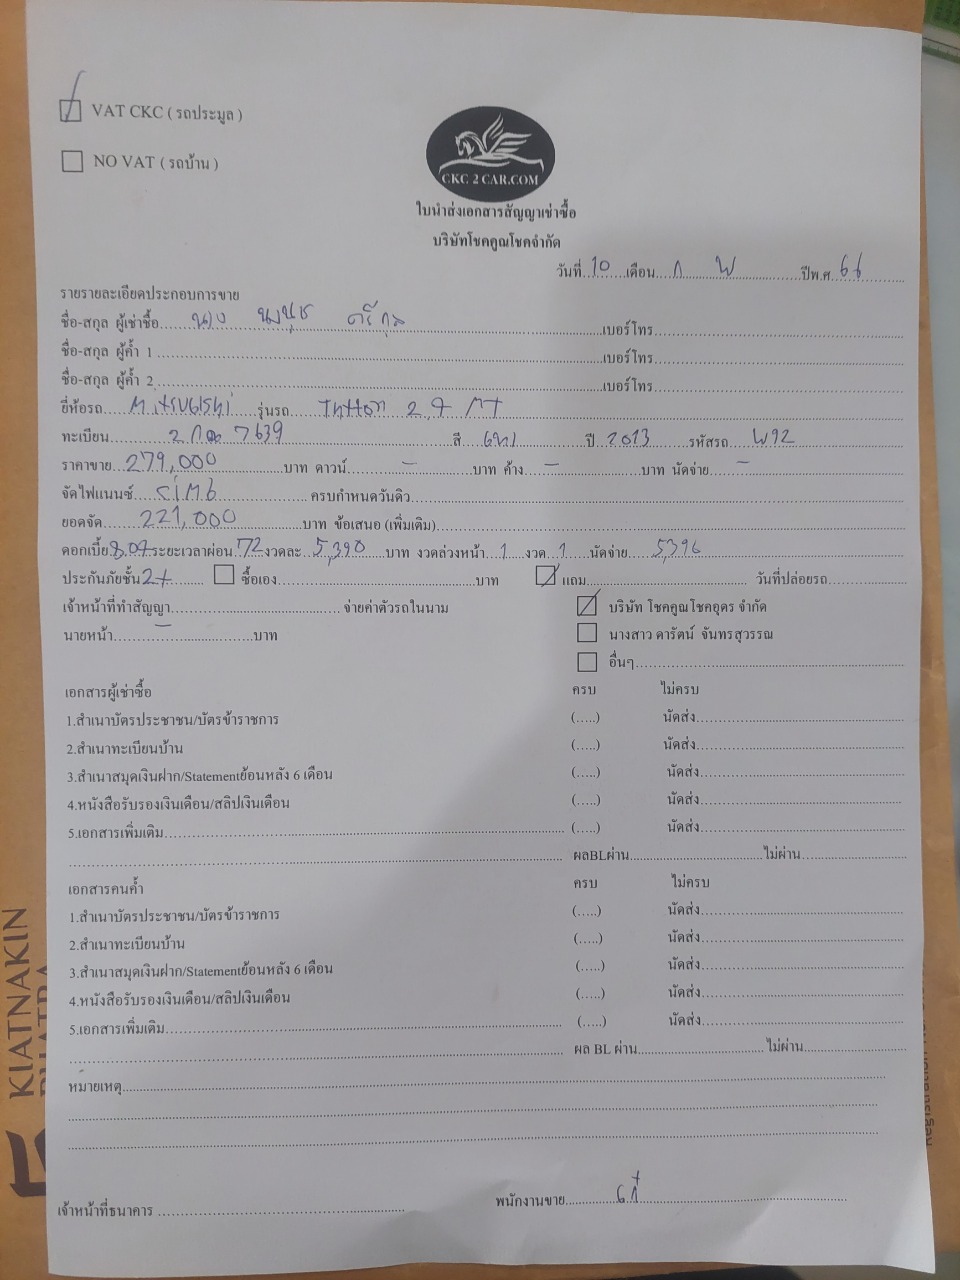 VAT CKC ( รถประมูล )
NO VAT ( รถบ้าน )
CKC 2 CAR.COM
ใบนำส่งเอกสารสัญญาเช่าซื้อ
บริษัทโชคคูณโชคจำกัด
วันที่ 10 เดือน ก พ ปีพ.ศ. 66
รายรายละเอียดประกอบการขาย
ชื่อ-สกุล ผู้เช่าซื้อ นาง นงนุช ศรีกุล เบอร์โทร
ชื่อ-สกุล ผู้ค้ำ 1 เบอร์โทร
ชื่อ-สกุล ผู้ค้ำ 2 เบอร์โทร
ยี่ห้อรถ Mitsubishi รุ่นรถ Triton 2.4 MT
ทะเบียน 7639 สี เทา ปี 2013 รหัสรถ W92
ราคาขาย 279,000 บาท ดาวน์ - บาท ค้าง - บาท นัดจ่าย -
จัดไฟแนนซ์ CIMB ครบกำหนดวันคิว
ยอดจัด 221,000 บาท ข้อเสนอ (เพิ่มเติม)
ดอกเบี้ย 8.07 ระยะเวลาผ่อน 72 งวดละ 5,390 บาท งวดล่วงหน้า 1 งวด 1 นัดจ่าย 5,396
ประกันภัยชั้น 2+ ซื้อเอง บาท แถม วันที่ปล่อยรถ
เจ้าหน้าที่ทำสัญญา จ่ายค่าตัวรถในนาม บริษัท โชคคูณโชคอุดร จำกัด
นายหน้า - บาท นางสาว ดารัตน์ จันทรสุวรรณ
อื่นๆ
เอกสารผู้เช่าซื้อ ครบ ไม่ครบ
1.สำเนาบัตรประชาชน/บัตรข้าราชการ (.....) นัดส่ง
2.สำเนาทะเบียนบ้าน (.....) นัดส่ง
3.สำเนาสมุดเงินฝาก/Statementย้อนหลัง 6 เดือน (.....) นัดส่ง
4.หนังสือรับรองเงินเดือน/สลิปเงินเดือน (.....) นัดส่ง
5.เอกสารเพิ่มเติม (.....) นัดส่ง
ผลBLผ่าน ไม่ผ่าน
เอกสารคนค้ำ ครบ ไม่ครบ
1.สำเนาบัตรประชาชน/บัตรข้าราชการ (.....) นัดส่ง
2.สำเนาทะเบียนบ้าน (.....) นัดส่ง
3.สำเนาสมุดเงินฝาก/Statementย้อนหลัง 6 เดือน (.....) นัดส่ง
4.หนังสือรับรองเงินเดือน/สลิปเงินเดือน (.....) นัดส่ง
5.เอกสารเพิ่มเติม (.....) นัดส่ง
ผล BL ผ่าน ไม่ผ่าน
หมายเหตุ
เจ้าหน้าที่ธนาคาร พนักงานขาย
KIATNAKIN
PHATRA